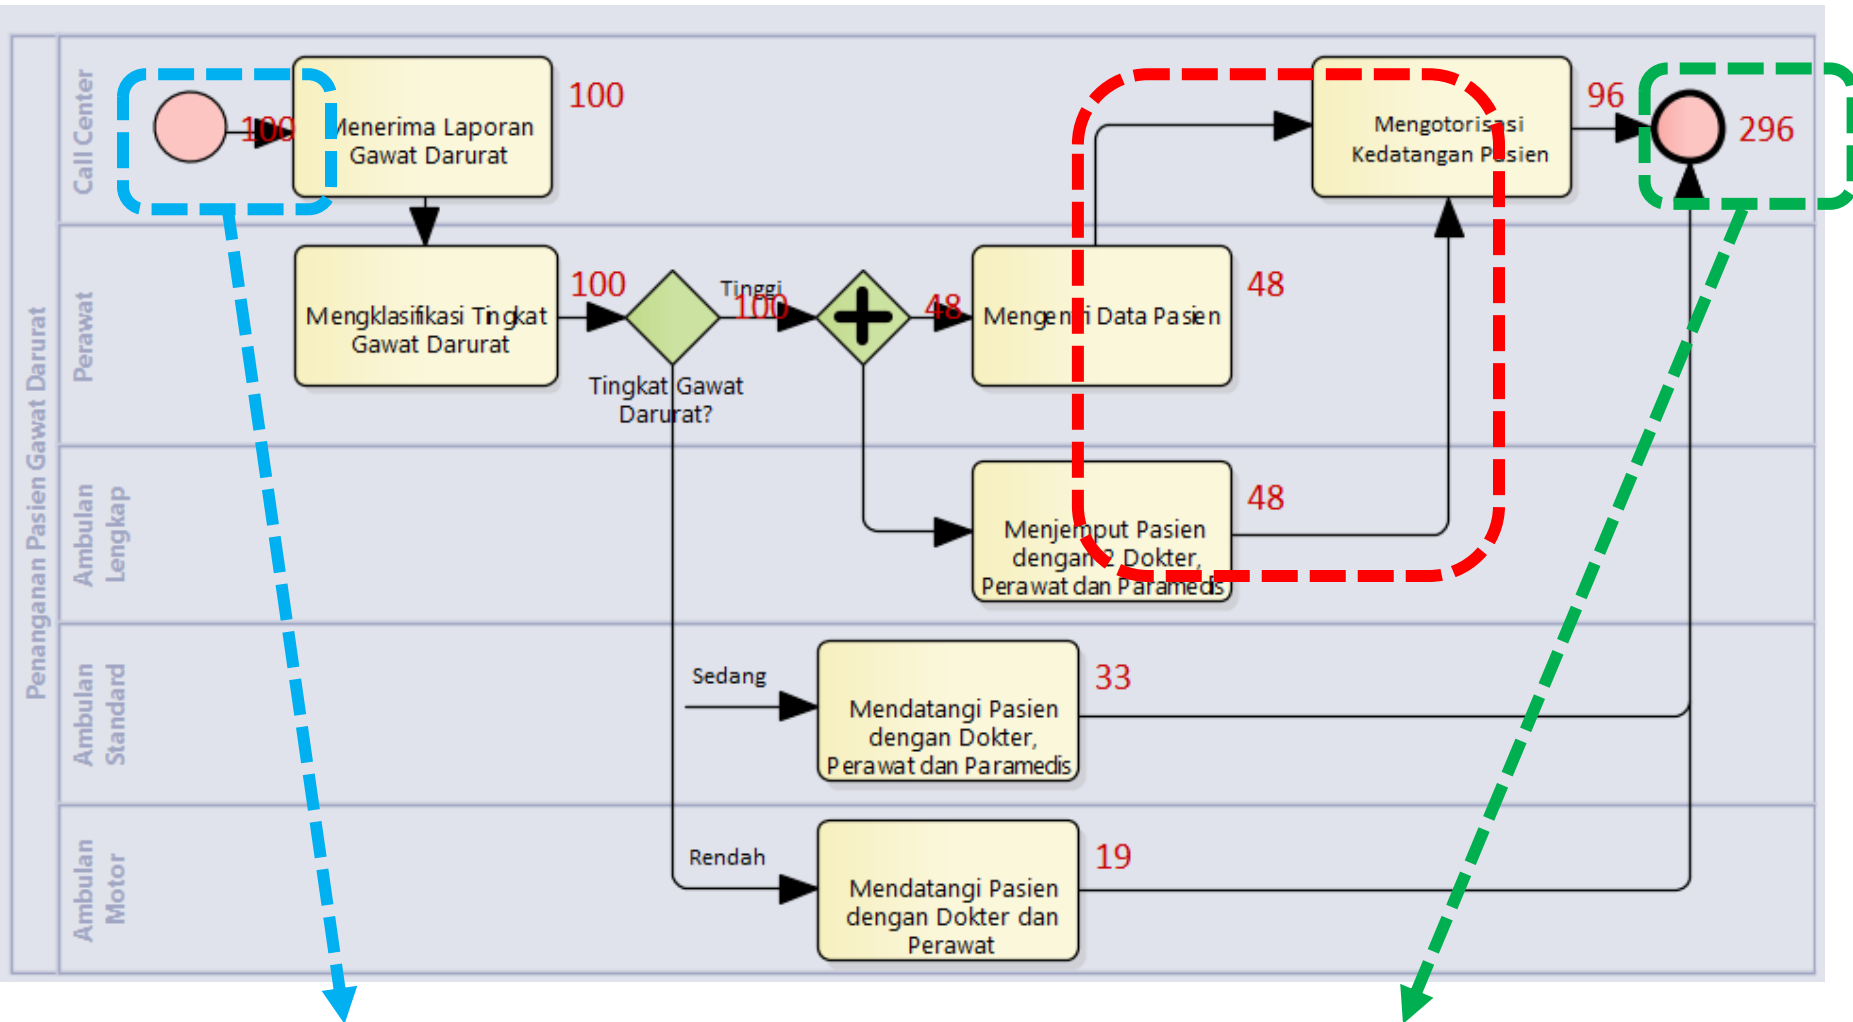 Penanganan Pasien Gawat Darurat
Call Center
100
Menerima Laporan
Gawat Darurat
100
Mengotorisasi
Kedatangan Pasien
96
296
Perawat
Mengklasifikasi Tingkat
Gawat Darurat
100
Tingkat Gawat
Darurat?
Tinggi
100
48
Mengentri Data Pasien
48
Ambulan
Lengkap
Menjemput Pasien
dengan 2 Dokter,
Perawat dan Paramedis
48
Ambulan
Standard
Sedang
Mendatangi Pasien
dengan Dokter,
Perawat dan Paramedis
33
Ambulan
Motor
Rendah
Mendatangi Pasien
dengan Dokter dan
Perawat
19